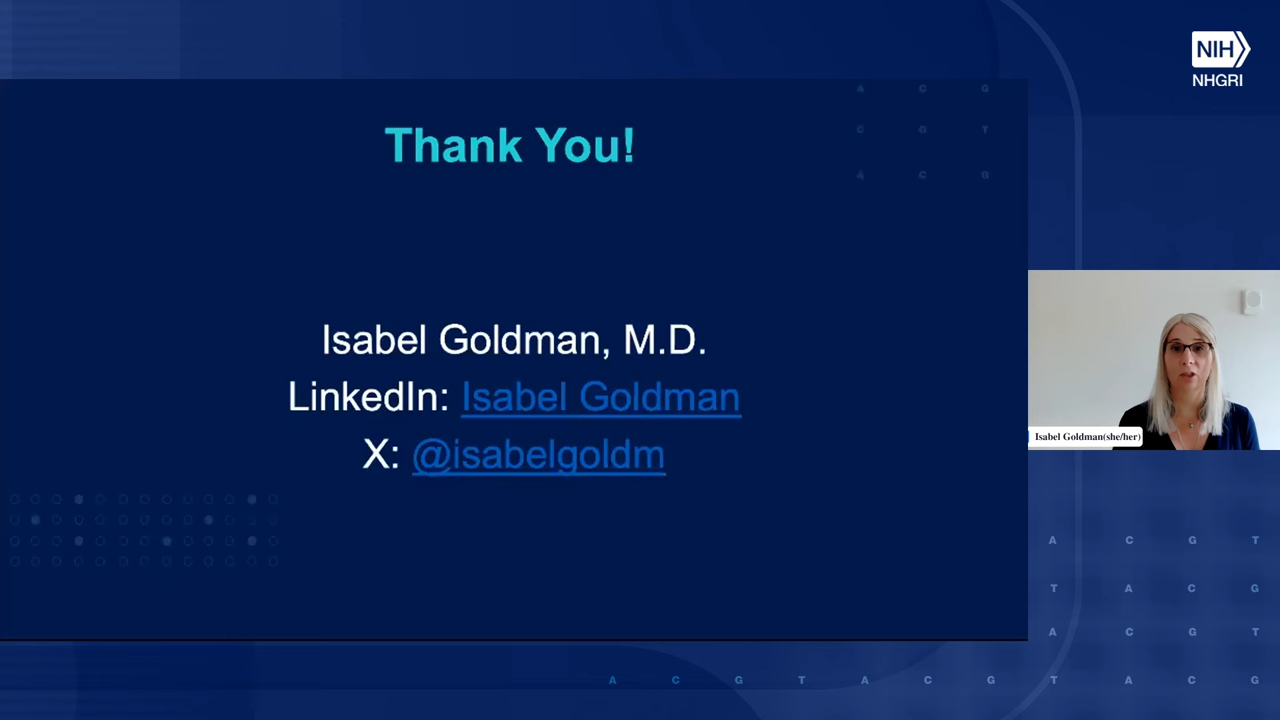 NIH
NHGRI
A C G
C G T
A C G
Thank You!
Isabel Goldman, M.D.
LinkedIn: Isabel Goldman
X: @isabelgoldm
Isabel Goldman(she/her)
A C G T
T A C G
A C G T
A C G T A C G T A C G